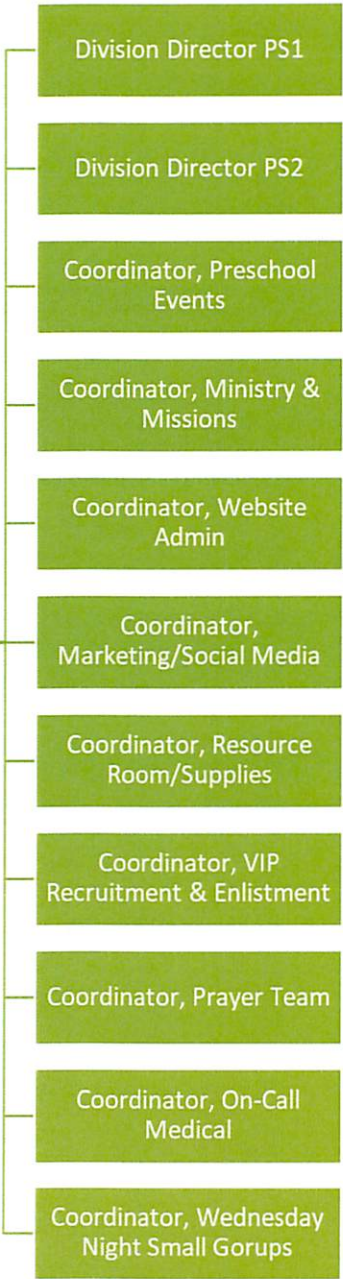 Division Director PS1
Division Director PS2
Coordinator, Preschool
Events
Coordinator, Ministry &
Missions
Coordinator, Website
Admin
Coordinator,
Marketing/Social Media
Coordinator, Resource
Room/Supplies
Coordinator, VIP
Recruitment & Enlistment
Coordinator, Prayer Team
Coordinator, On-Call
Medical
Coordinator, Wednesday
Night Small Gorups